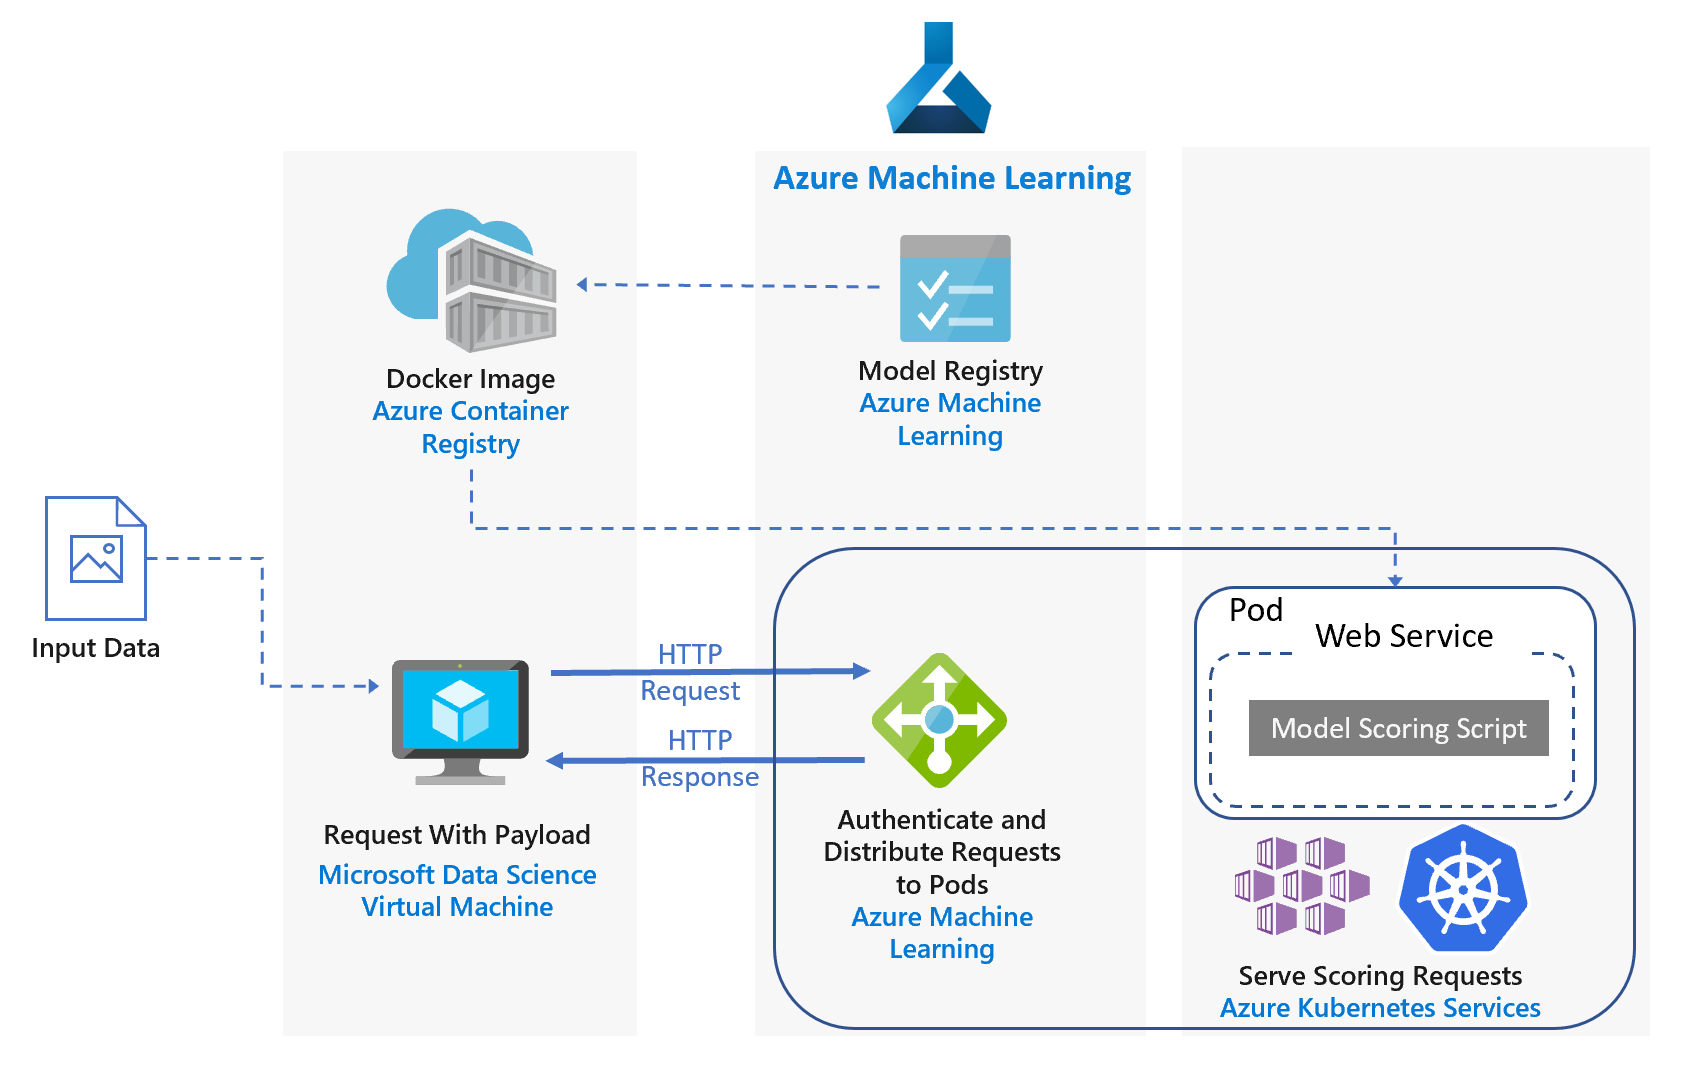 Azure Machine Learning
Docker Image
Azure Container
Registry
Model Registry
Azure Machine
Learning
Input Data
Pod
Web Service
Model Scoring Script
HTTP
Request
HTTP
Response
Request With Payload
Microsoft Data Science
Virtual Machine
Authenticate and
Distribute Requests
to Pods
Azure Machine
Learning
Serve Scoring Requests
Azure Kubernetes Services